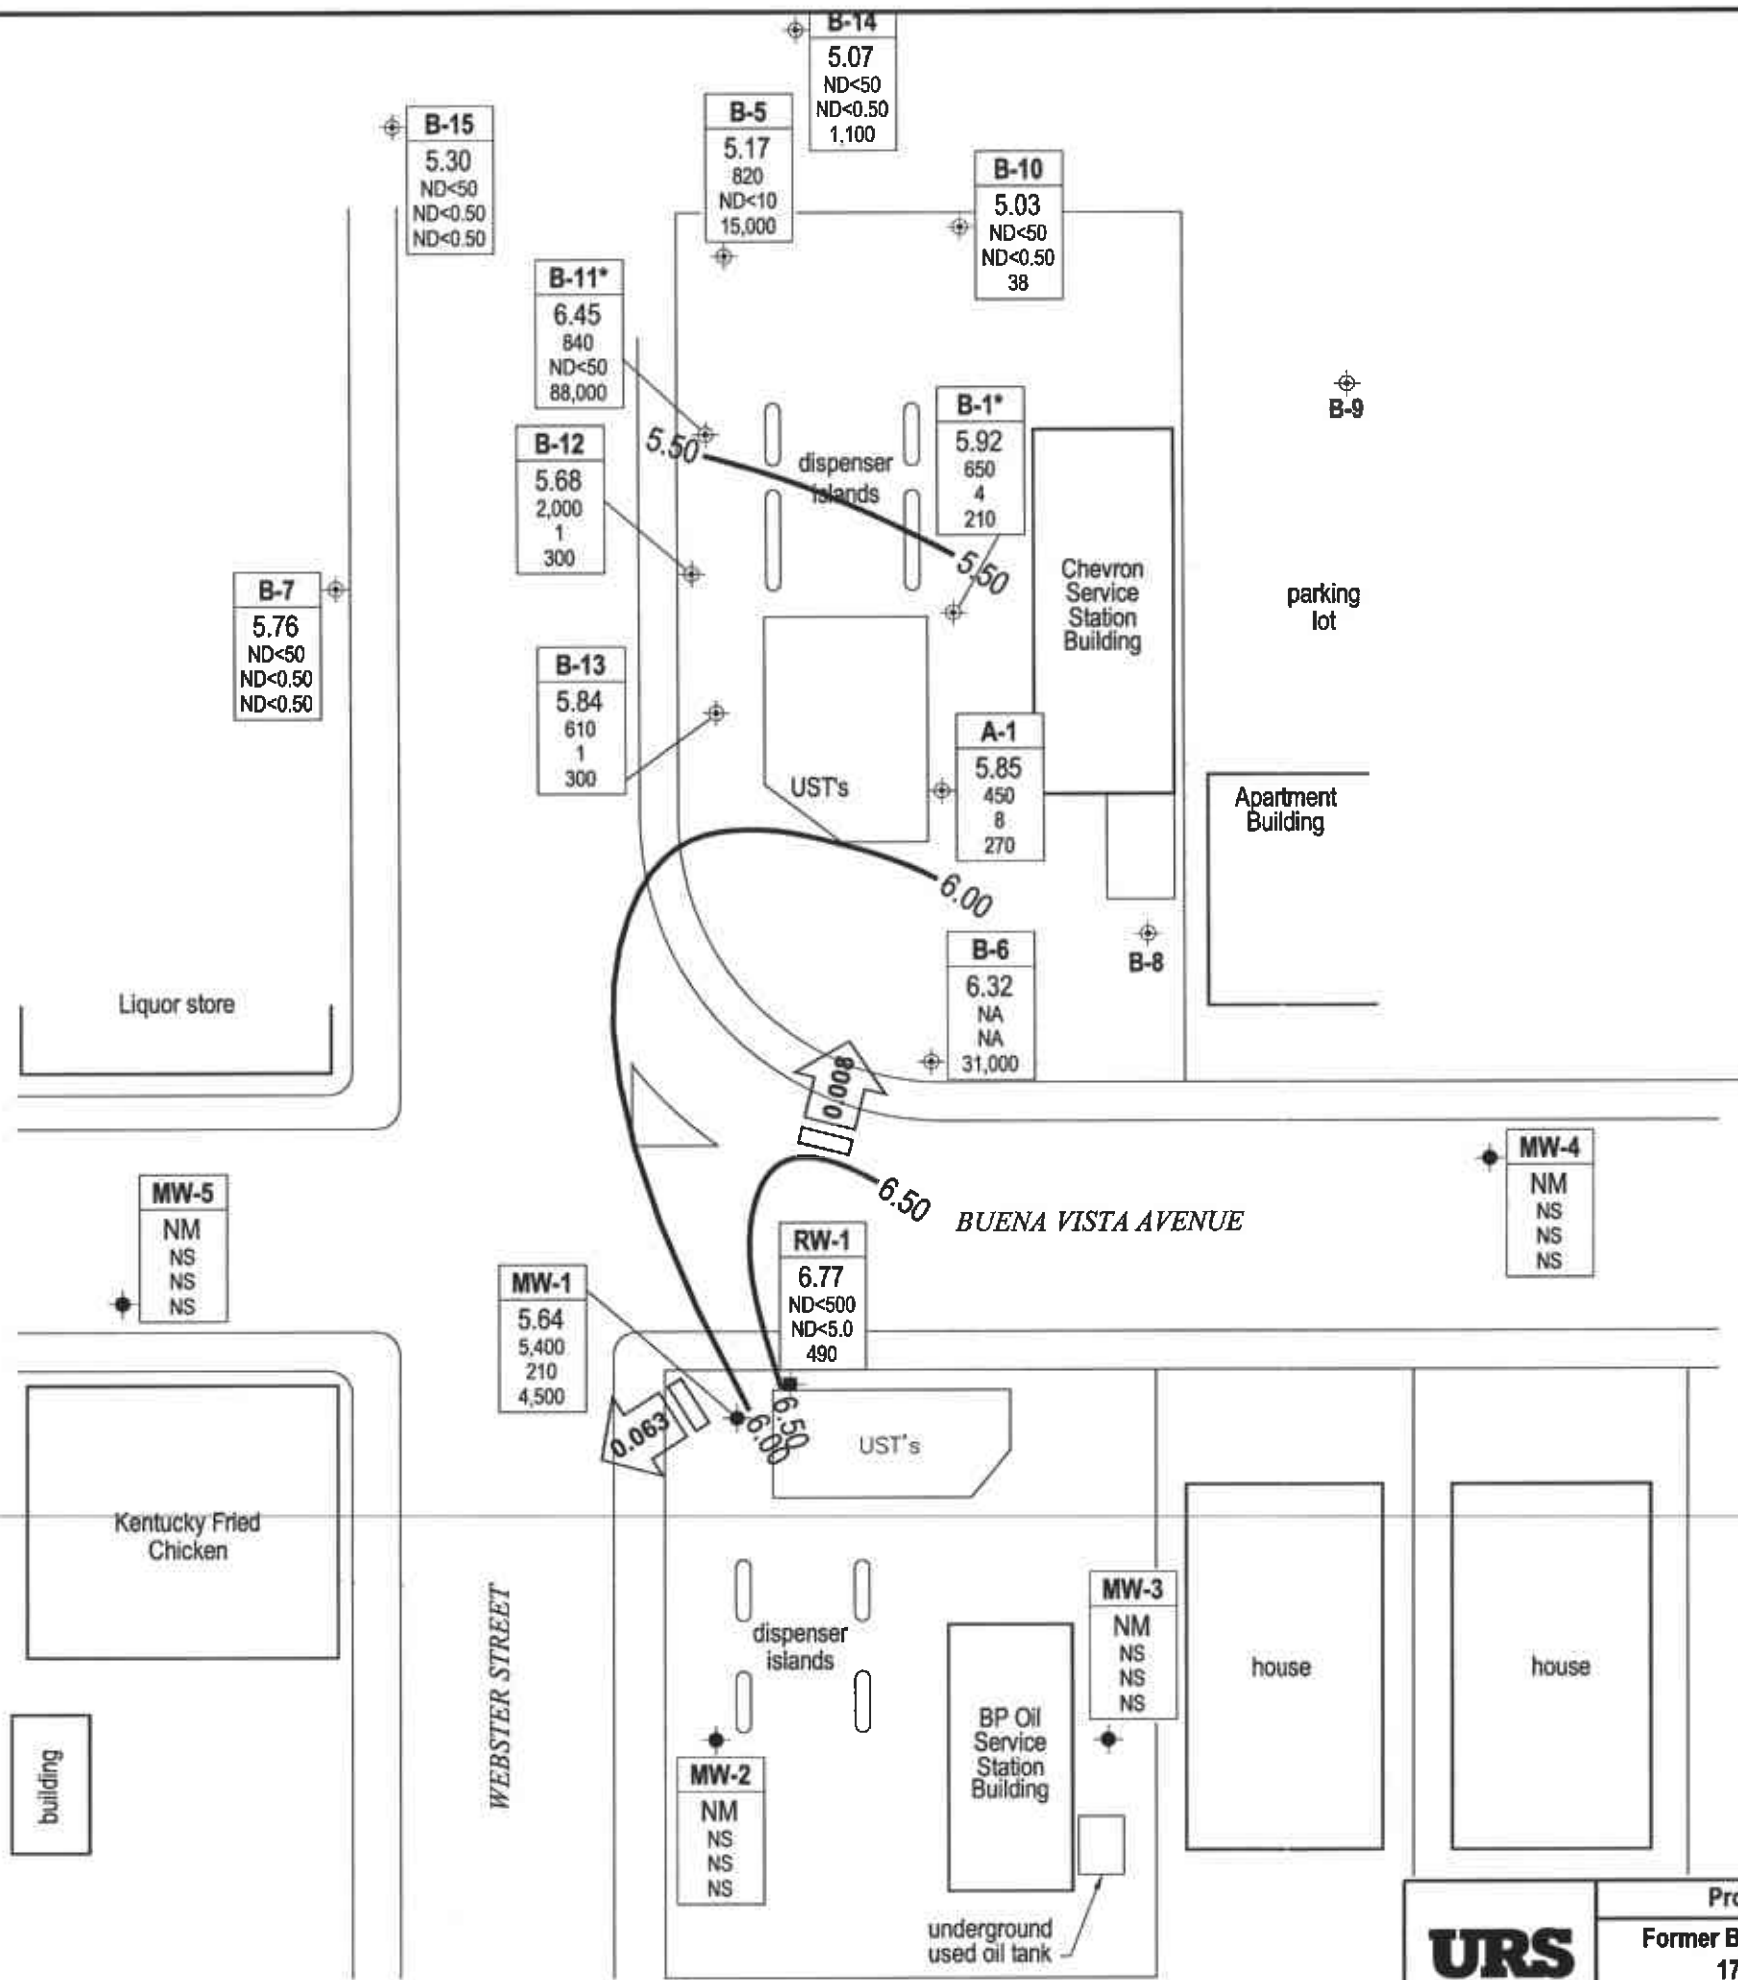 B-14
5.07
ND<50
ND<0.50
1,100
B-15
5.30
ND<50
ND<0.50
ND<0.50
B-5
5.17
820
ND<10
15,000
B-10
5.03
ND<50
ND<0.50
38
B-11*
6.45
840
ND<50
88,000
B-9
B-1*
5.92
650
4
210
5.50
dispenser
islands
5.50
B-12
5.68
2,000
1
300
Chevron
Service
Station
Building
parking
lot
B-7
5.76
ND<50
ND<0.50
ND<0.50
B-13
5.84
610
1
300
A-1
5.85
450
8
270
UST's
Apartment
Building
6.00
B-6
6.32
NA
NA
31,000
B-8
Liquor store
0.008
MW-4
NM
NS
NS
NS
MW-5
NM
NS
NS
NS
6.50
BUENA VISTA AVENUE
RW-1
6.77
ND<500
ND<5.0
490
MW-1
5.64
5,400
210
4,500
0.063
6.00
6.50
UST's
Kentucky Fried
Chicken
WEBSTER STREET
dispenser
islands
MW-3
NM
NS
NS
NS
house
house
BP Oil
Service
Station
Building
building
MW-2
NM
NS
NS
NS
underground
used oil tank
URS
Pro
Former B
17